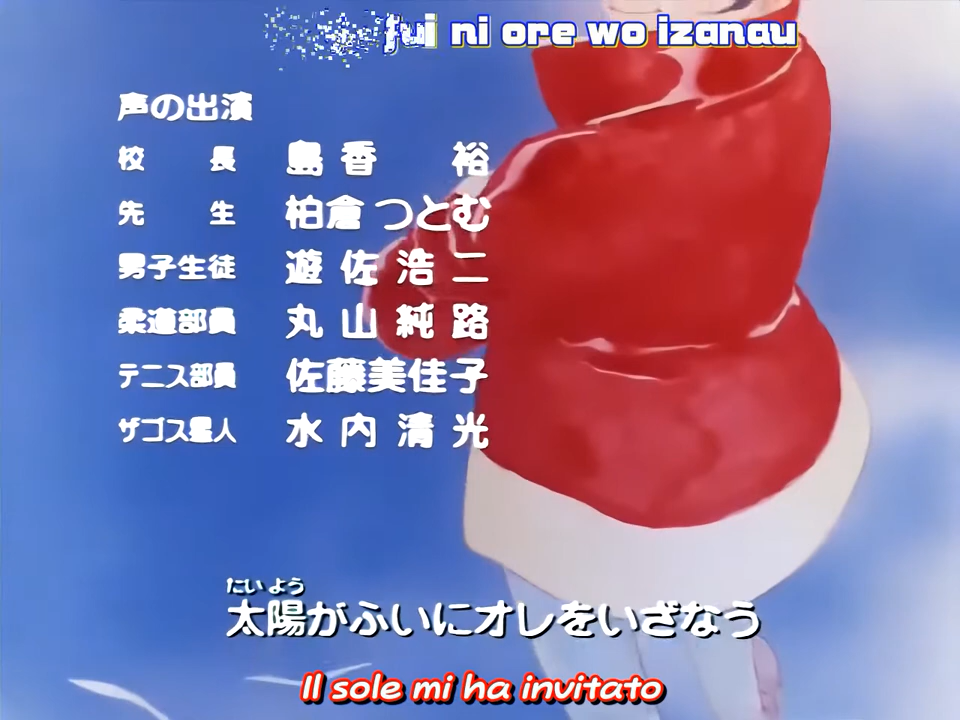 fui ni ore wo izanau
声の出演
校長 島香 裕
先生 柏倉つとむ
男子生徒 遊佐浩二
柔道部員 丸山純路
テニス部員 佐藤美佳子
ザゴス星人 水内清光
たいよう
太陽がふいにオレをいざなう
Il sole mi ha invitato